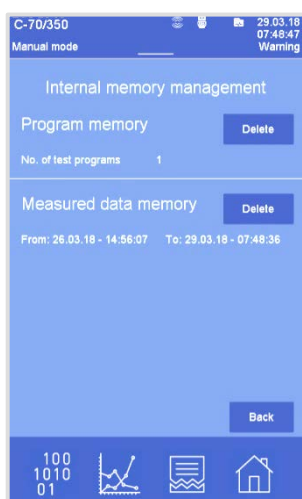 C-70/350 29.03.18
07:48:47
Manual mode Warning
Internal memory management
Program memory Delete
No. of test programs 1
Measured data memory Delete
From: 26.03.18 - 14:56:07 To: 29.03.18 - 07:48:36
Back
100
1010
01